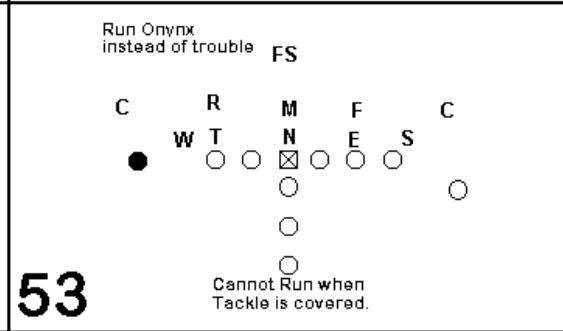 Run Onynx
instead of trouble
FS
C R M F C
W T N E S
53
Cannot Run when
Tackle is covered.